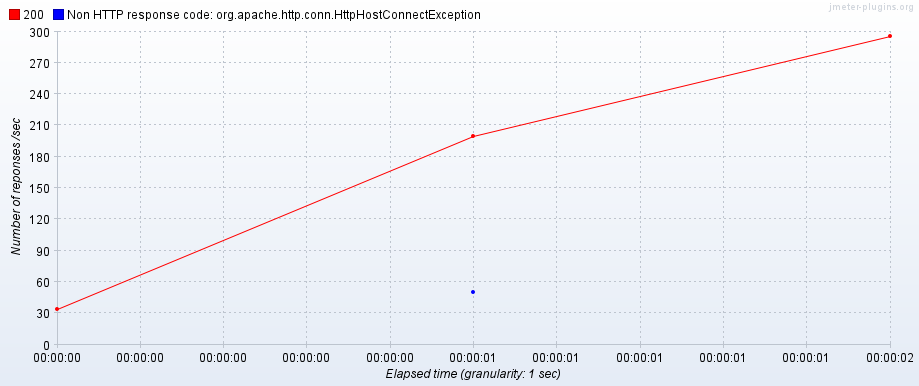 200 Non HTTP response code: org.apache.http.conn.HttpHostConnectException
jmeter-plugins.org
300
270
240
210
180
150
120
90
60
30
0
Number of reponses /sec
00:00:00 00:00:00 00:00:00 00:00:00 00:00:00 00:00:01 00:00:01 00:00:01 00:00:01 00:00:01 00:00:02
Elapsed time (granularity: 1 sec)